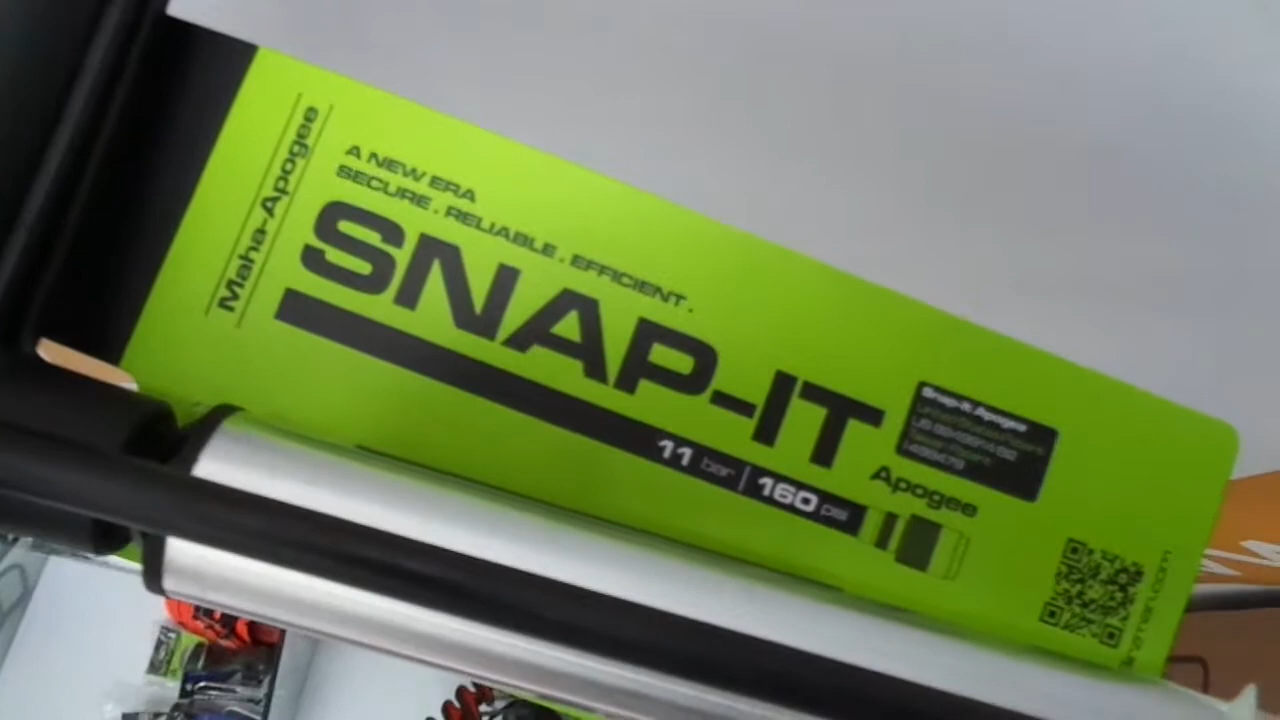 Maha-Apogee
A NEW ERA
SECURE . RELIABLE . EFFICIENT .
SNAP-IT
11 bar | 160 psi
Snap-It Apogee
Apogee